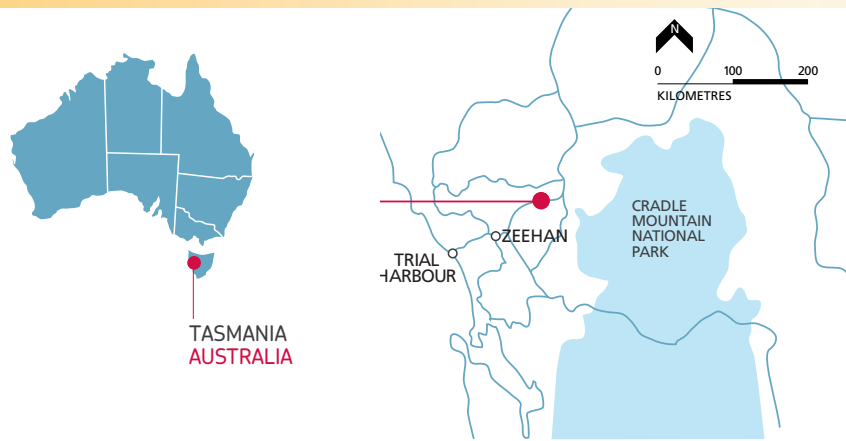 TASMANIA
AUSTRALIA
N
0 100 200
KILOMETRES
CRADLE
MOUNTAIN
NATIONAL
PARK
ZEEHAN
TRIAL
HARBOUR